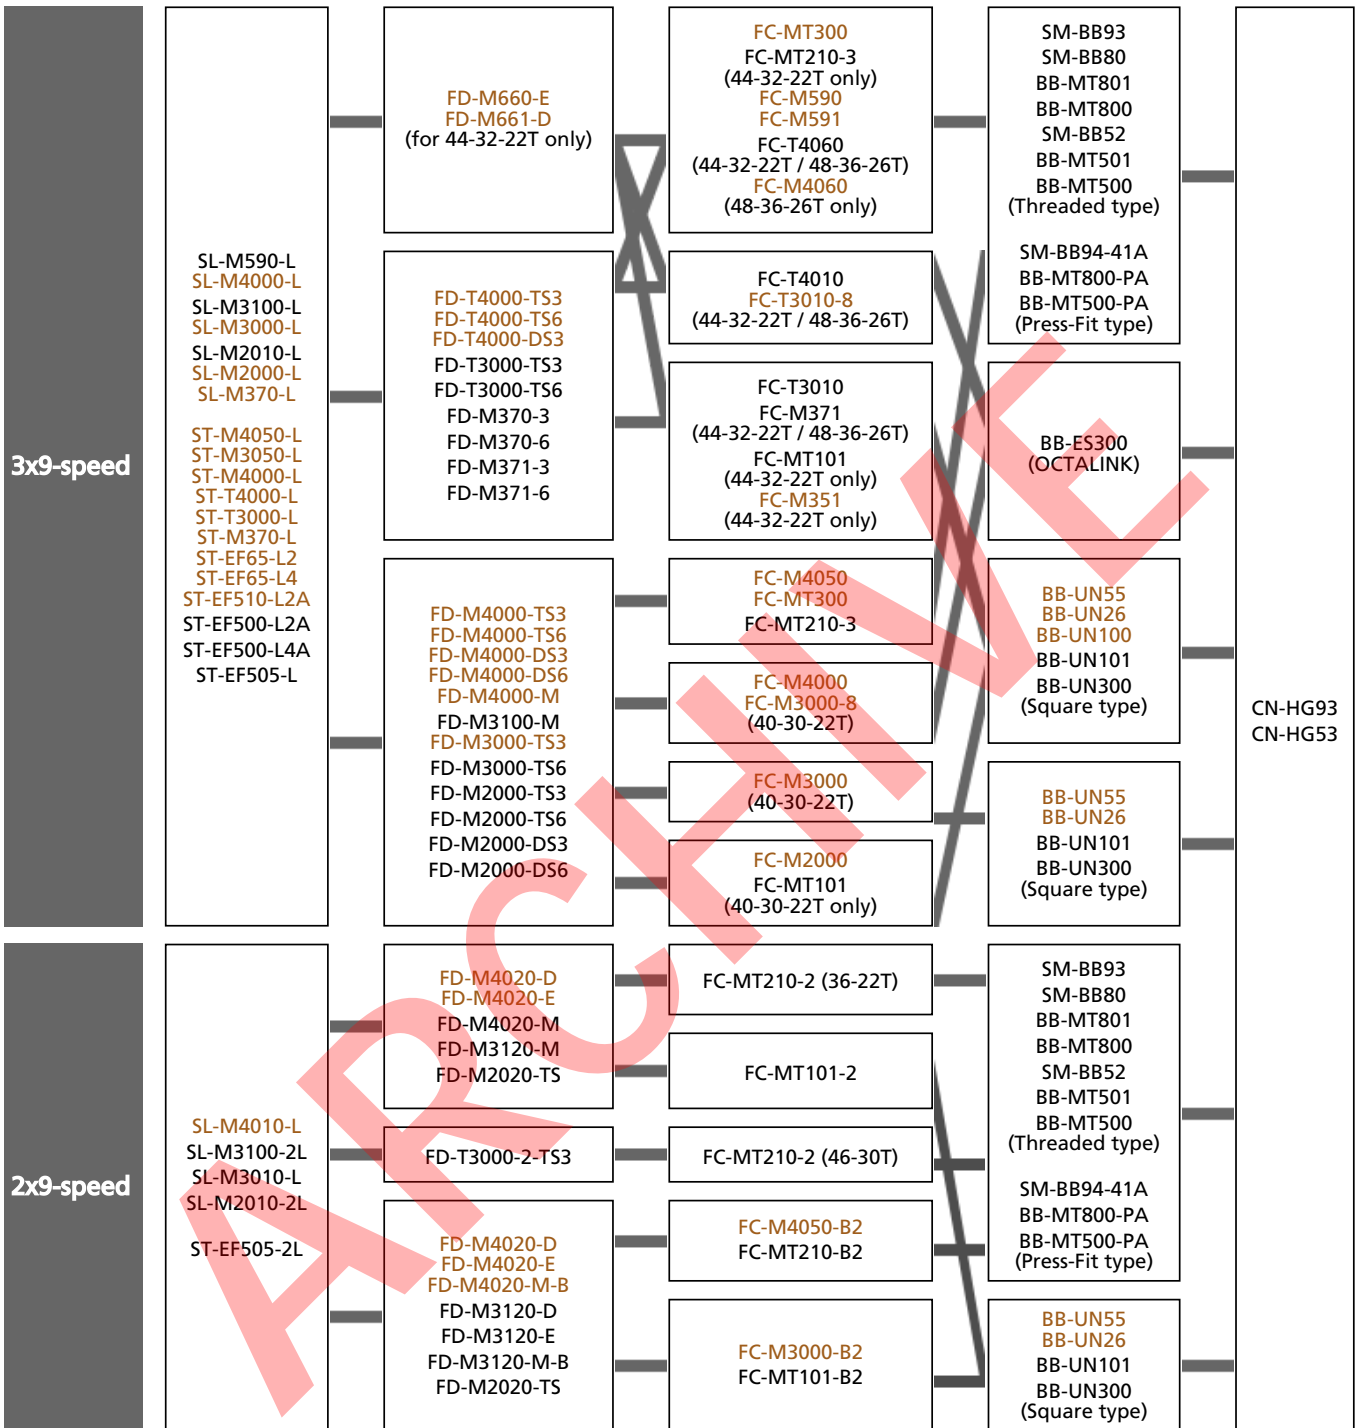 3x9-speed
SL-M590-L
SL-M4000-L
SL-M3100-L
SL-M3000-L
SL-M2010-L
SL-M2000-L
SL-M370-L
ST-M4050-L
ST-M3050-L
ST-M4000-L
ST-T4000-L
ST-T3000-L
ST-M370-L
ST-EF65-L2
ST-EF65-L4
ST-EF510-L2A
ST-EF500-L2A
ST-EF500-L4A
ST-EF505-L
FD-M660-E
FD-M661-D
(for 44-32-22T only)
FD-T4000-TS3
FD-T4000-TS6
FD-T4000-DS3
FD-T3000-TS3
FD-T3000-TS6
FD-M370-3
FD-M370-6
FD-M371-3
FD-M371-6
FD-M4000-TS3
FD-M4000-TS6
FD-M4000-DS3
FD-M4000-DS6
FD-M4000-M
FD-M3100-M
FD-M3000-TS3
FD-M3000-TS6
FD-M2000-TS3
FD-M2000-TS6
FD-M2000-DS3
FD-M2000-DS6
FC-MT300
FC-MT210-3
(44-32-22T only)
FC-M590
FC-M591
FC-T4060
(44-32-22T / 48-36-26T)
FC-M4060
(48-36-26T only)
FC-T4010
FC-T3010-8
(44-32-22T / 48-36-26T)
FC-T3010
FC-M371
(44-32-22T / 48-36-26T)
FC-MT101
(44-32-22T only)
FC-M351
(44-32-22T only)
FC-M4050
FC-MT300
FC-MT210-3
FC-M4000
FC-M3000-8
(40-30-22T)
FC-M3000
(40-30-22T)
FC-M2000
FC-MT101
(40-30-22T only)
SM-BB93
SM-BB80
BB-MT801
BB-MT800
SM-BB52
BB-MT501
BB-MT500
(Threaded type)
SM-BB94-41A
BB-MT800-PA
BB-MT500-PA
(Press-Fit type)
BB-ES300
(OCTALINK)
BB-UN55
BB-UN26
BB-UN100
BB-UN101
BB-UN300
(Square type)
BB-UN55
BB-UN26
BB-UN101
BB-UN300
(Square type)
CN-HG93
CN-HG53
2x9-speed
SL-M4010-L
SL-M3100-2L
SL-M3010-L
SL-M2010-2L
ST-EF505-2L
FD-M4020-D
FD-M4020-E
FD-M4020-M
FD-M3120-M
FD-M2020-TS
FD-T3000-2-TS3
FD-M4020-D
FD-M4020-E
FD-M4020-M-B
FD-M3120-D
FD-M3120-E
FD-M3120-M-B
FD-M2020-TS
FC-MT210-2 (36-22T)
FC-MT101-2
FC-MT210-2 (46-30T)
FC-M4050-B2
FC-MT210-B2
FC-M3000-B2
FC-MT101-B2
SM-BB93
SM-BB80
BB-MT801
BB-MT800
SM-BB52
BB-MT501
BB-MT500
(Threaded type)
SM-BB94-41A
BB-MT800-PA
BB-MT500-PA
(Press-Fit type)
BB-UN55
BB-UN26
BB-UN101
BB-UN300
(Square type)
ARCHIVE